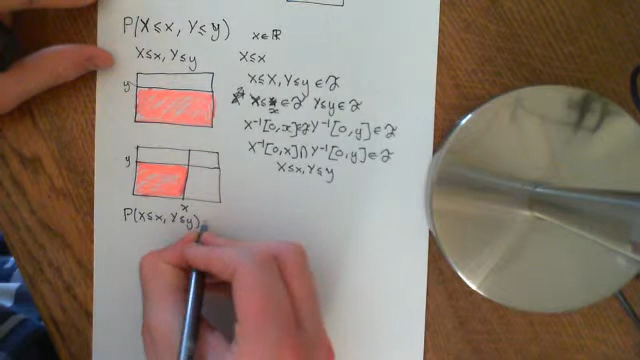 P(X≤x, Y≤y)
x∈ℝ
X≤x, Y≤y
X≤x
X≤X, Y≤y ∈ ℱ
y
X≤x ∈ ℱ Y≤y ∈ ℱ
X⁻¹[0,x]∈ℱ Y⁻¹[0,y] ∈ ℱ
X⁻¹[0,x] ∩ Y⁻¹[0,y] ∈ ℱ
y
X≤x, Y≤y
x
P(X≤x, Y≤y)